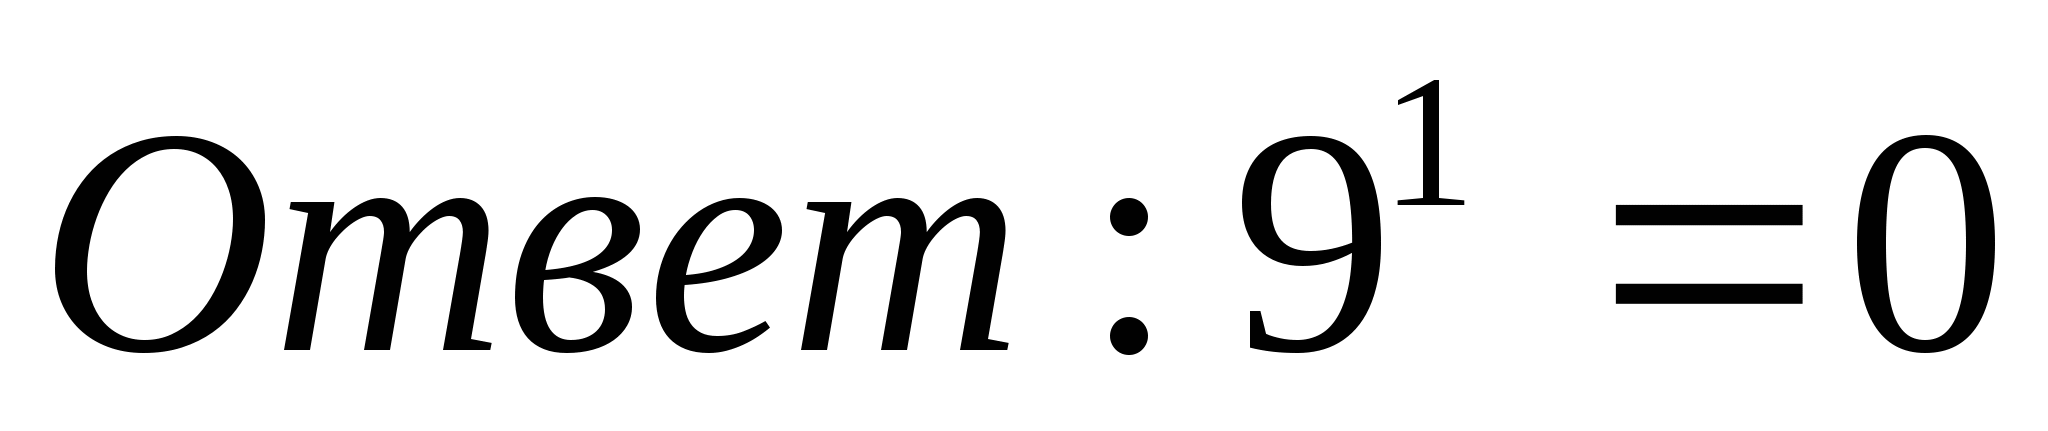 Ответ : 9¹ = 0